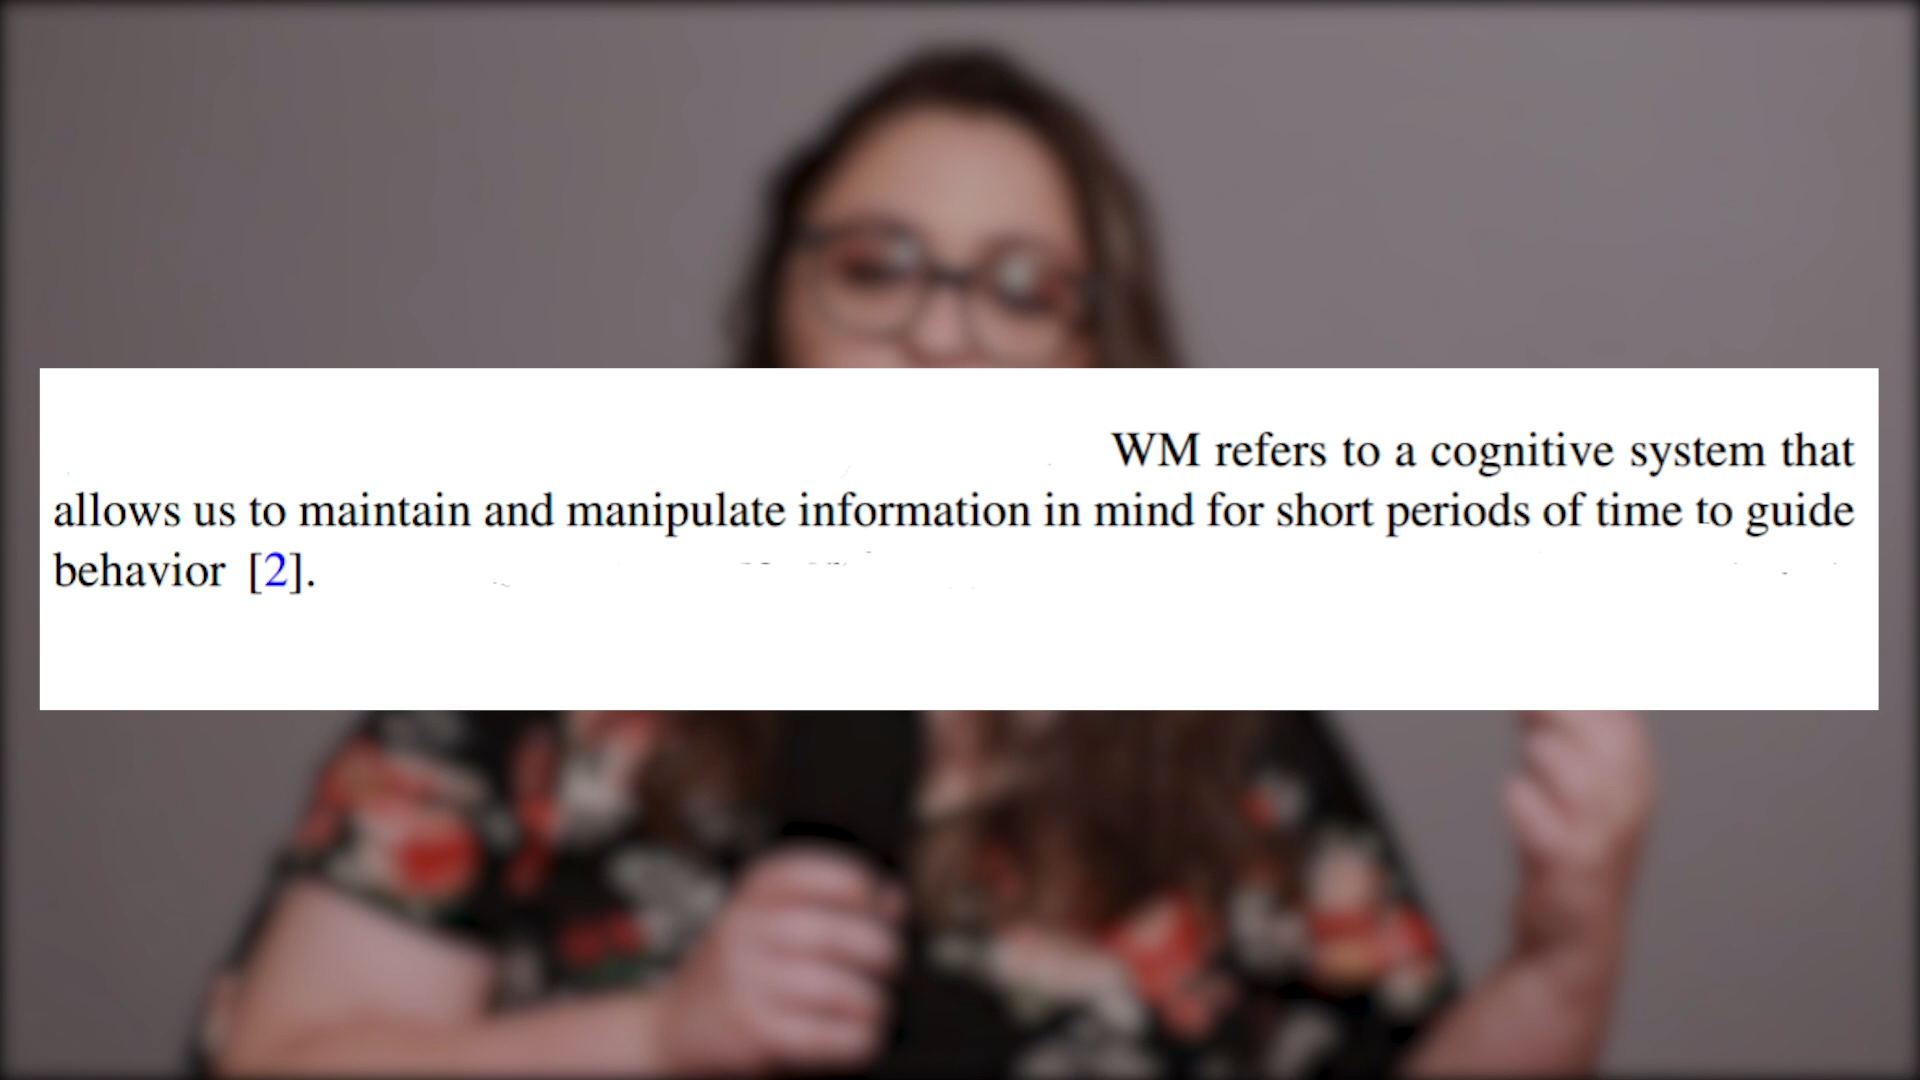 WM refers to a cognitive system that
allows us to maintain and manipulate information in mind for short periods of time to guide
behavior [2].